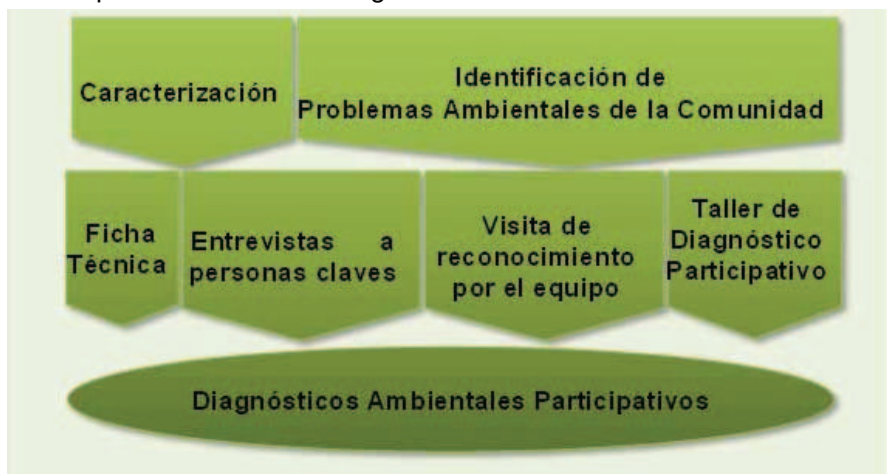 Caracterización
Identificación de
Problemas Ambientales de la Comunidad
Ficha
Técnica
Entrevistas a
personas claves
Visita de
reconocimiento
por el equipo
Taller de
Diagnóstico
Participativo
Diagnósticos Ambientales Participativos